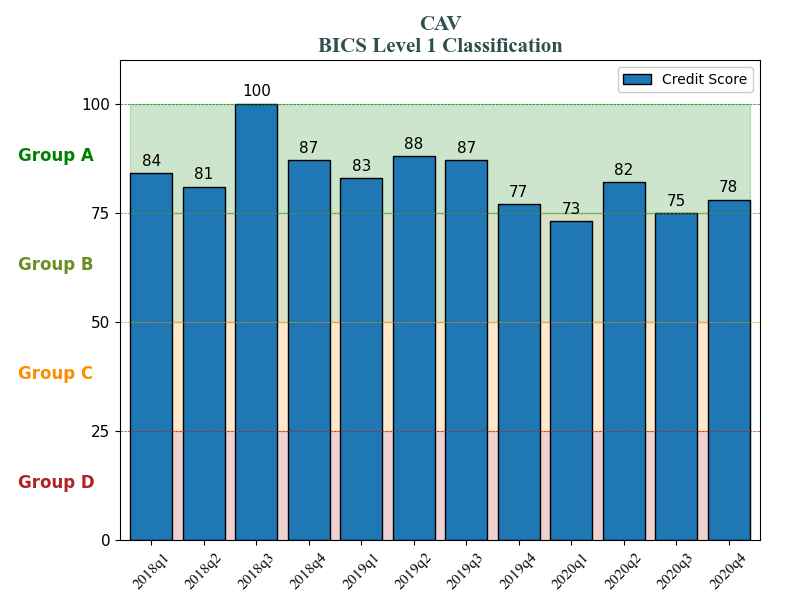 CAV
BICS Level 1 Classification
Credit Score
100
75
50
25
0
Group A
Group B
Group C
Group D
84
81
100
87
83
88
87
77
73
82
75
78
2018q1
2018q2
2018q3
2018q4
2019q1
2019q2
2019q3
2019q4
2020q1
2020q2
2020q3
2020q4